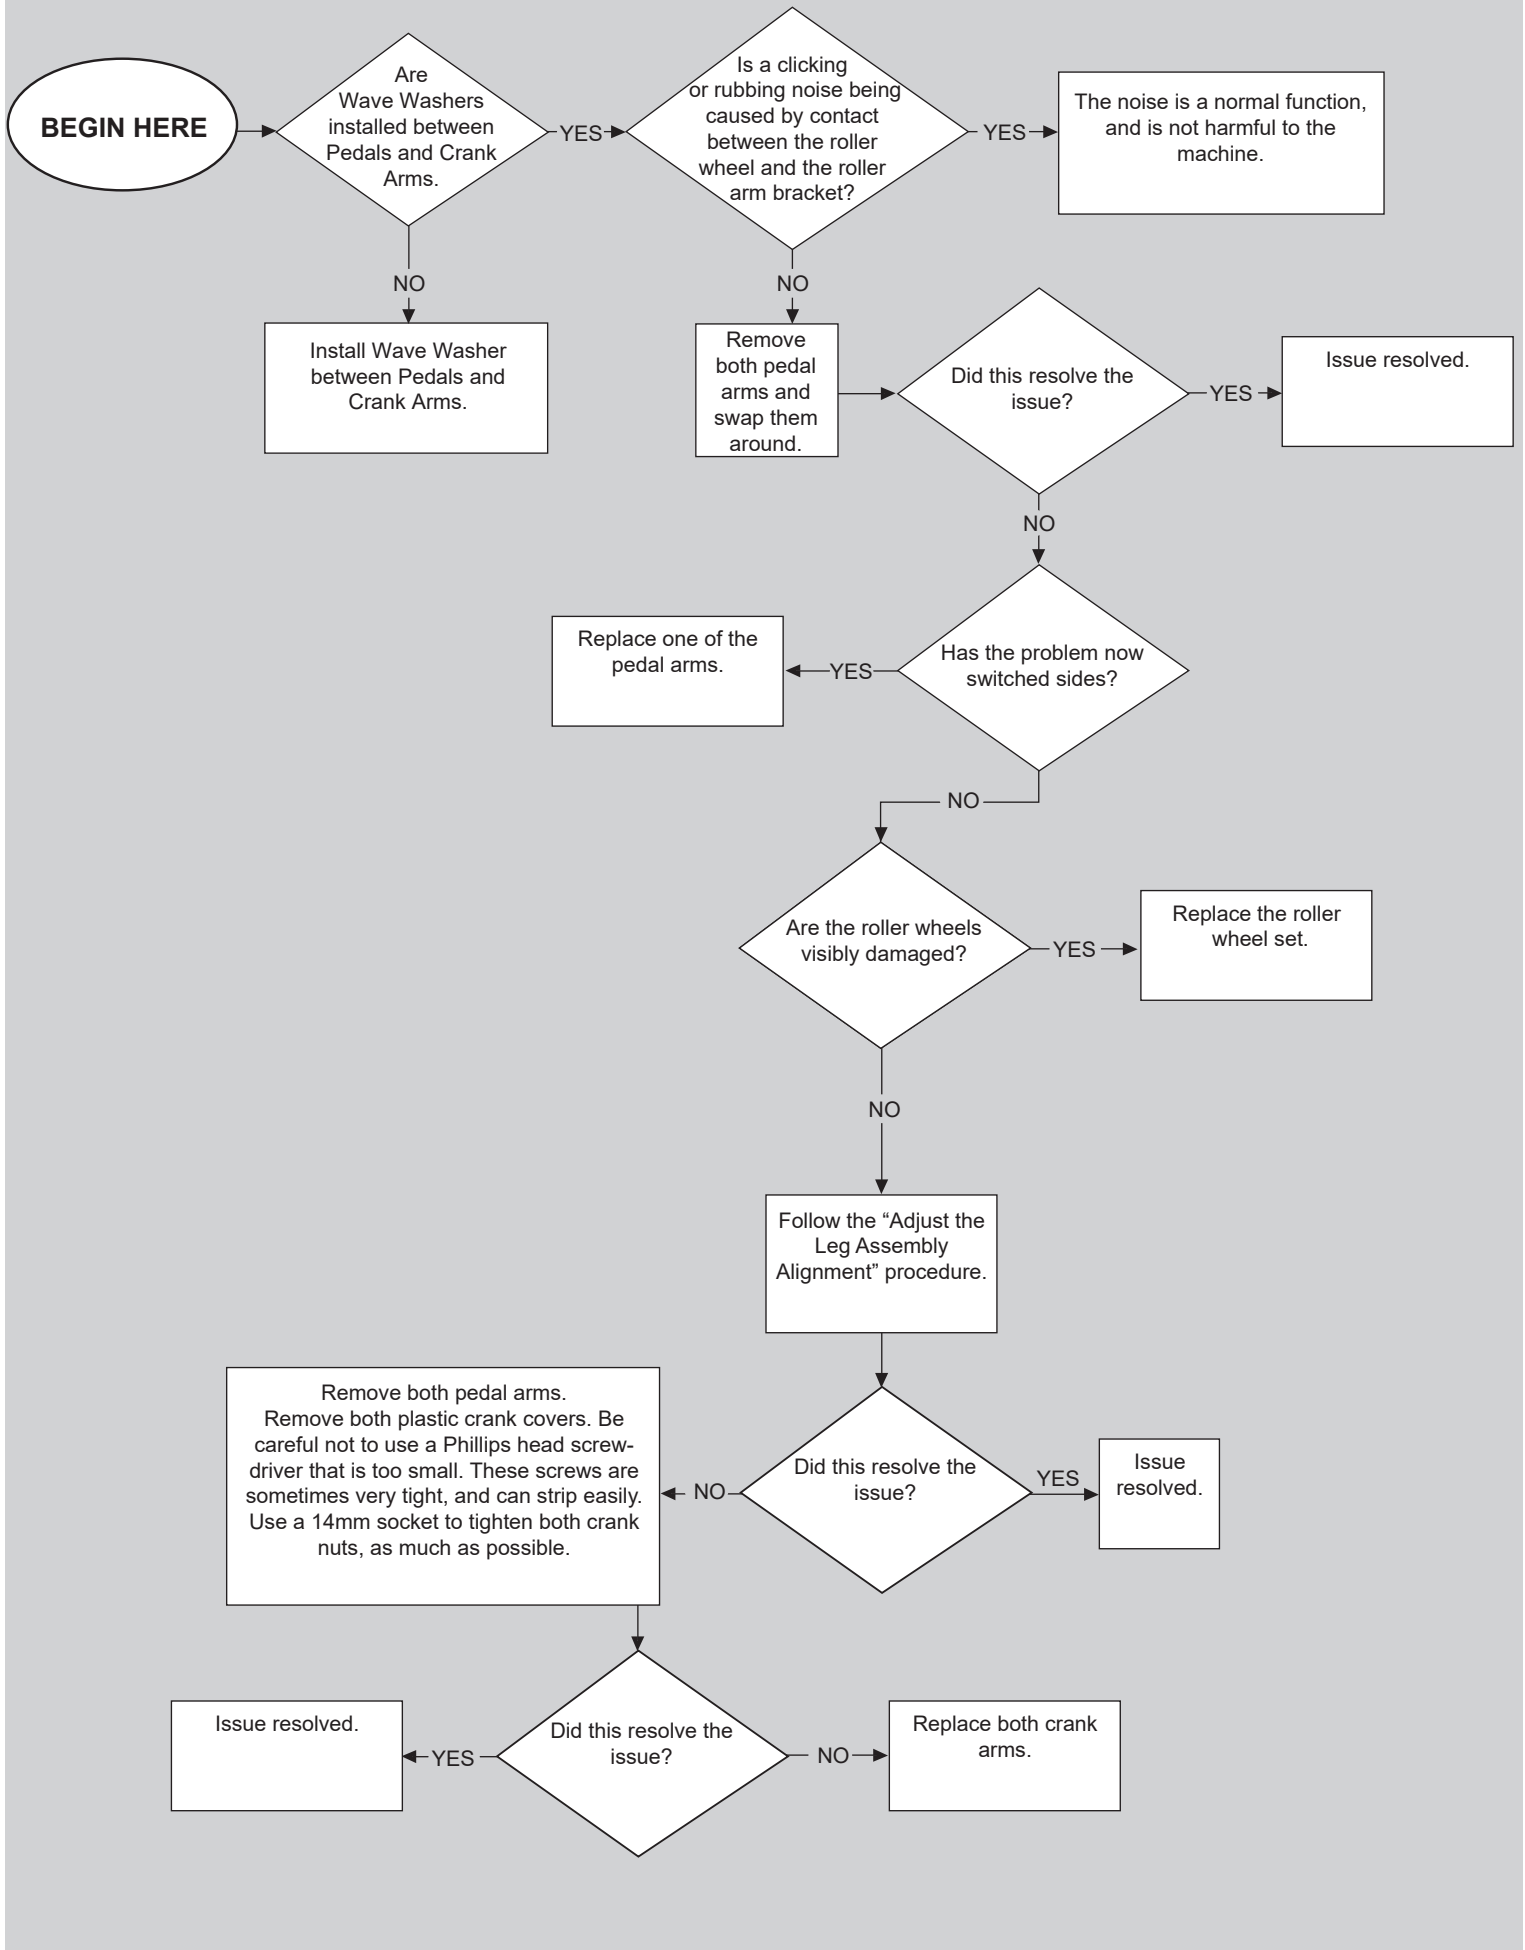 BEGIN HERE
Are
Wave Washers
installed between
Pedals and Crank
Arms.
YES
Is a clicking
or rubbing noise being
caused by contact
between the roller
wheel and the roller
arm bracket?
YES
The noise is a normal function,
and is not harmful to the
machine.
NO
Install Wave Washer
between Pedals and
Crank Arms.
NO
Remove
both pedal
arms and
swap them
around.
Did this resolve the
issue?
YES
Issue resolved.
NO
Has the problem now
switched sides?
YES
Replace one of the
pedal arms.
NO
Are the roller wheels
visibly damaged?
YES
Replace the roller
wheel set.
NO
Follow the “Adjust the
Leg Assembly
Alignment” procedure.
Did this resolve the
issue?
YES
Issue
resolved.
NO
Remove both pedal arms.
Remove both plastic crank covers. Be
careful not to use a Phillips head screw-
driver that is too small. These screws are
sometimes very tight, and can strip easily.
Use a 14mm socket to tighten both crank
nuts, as much as possible.
Did this resolve the
issue?
YES
Issue resolved.
NO
Replace both crank
arms.